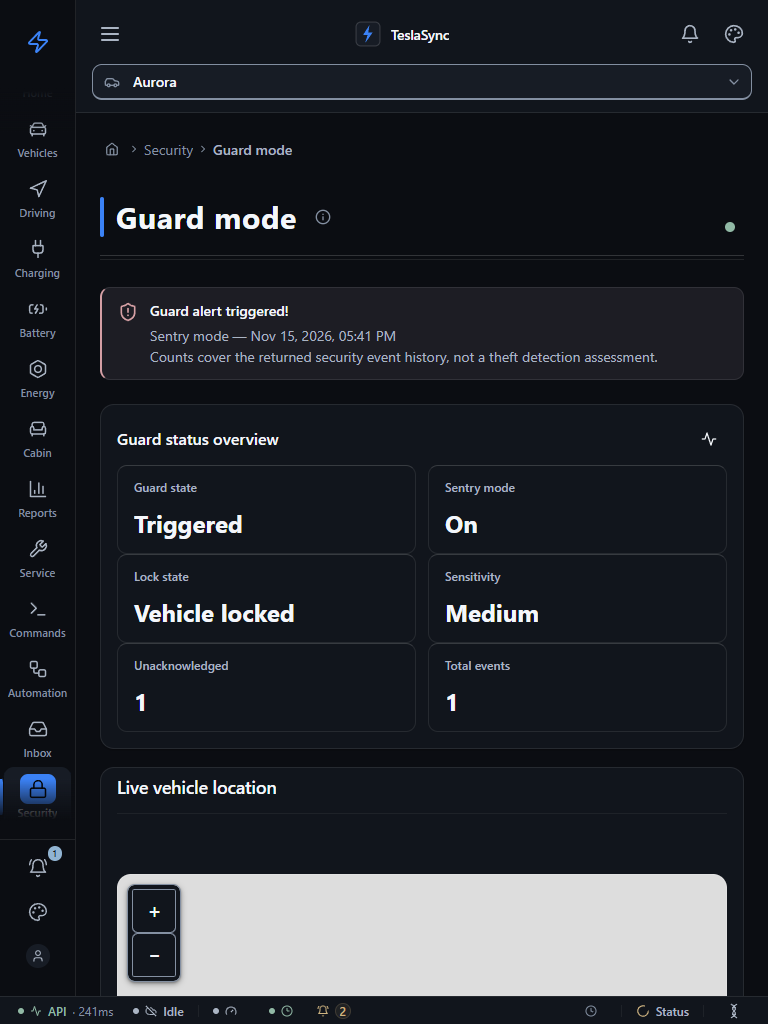 TeslaSync
Aurora
Vehicles
Driving
Charging
Battery
Energy
Cabin
Reports
Service
Commands
Automation
Inbox
Security
1
Security
Guard mode
Guard mode
Guard alert triggered!
Sentry mode — Nov 15, 2026, 05:41 PM
Counts cover the returned security event history, not a theft detection assessment.
Guard status overview
Guard state
Triggered
Sentry mode
On
Lock state
Vehicle locked
Sensitivity
Medium
Unacknowledged
1
Total events
1
Live vehicle location
+
−
API · 241ms
Idle
2
Status